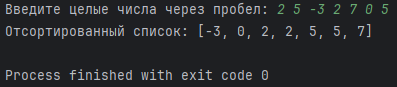 Введите целые числа через пробел: 2 5 -3 2 7 0 5
Отсортированный список: [-3, 0, 2, 2, 5, 5, 7]
Process finished with exit code 0